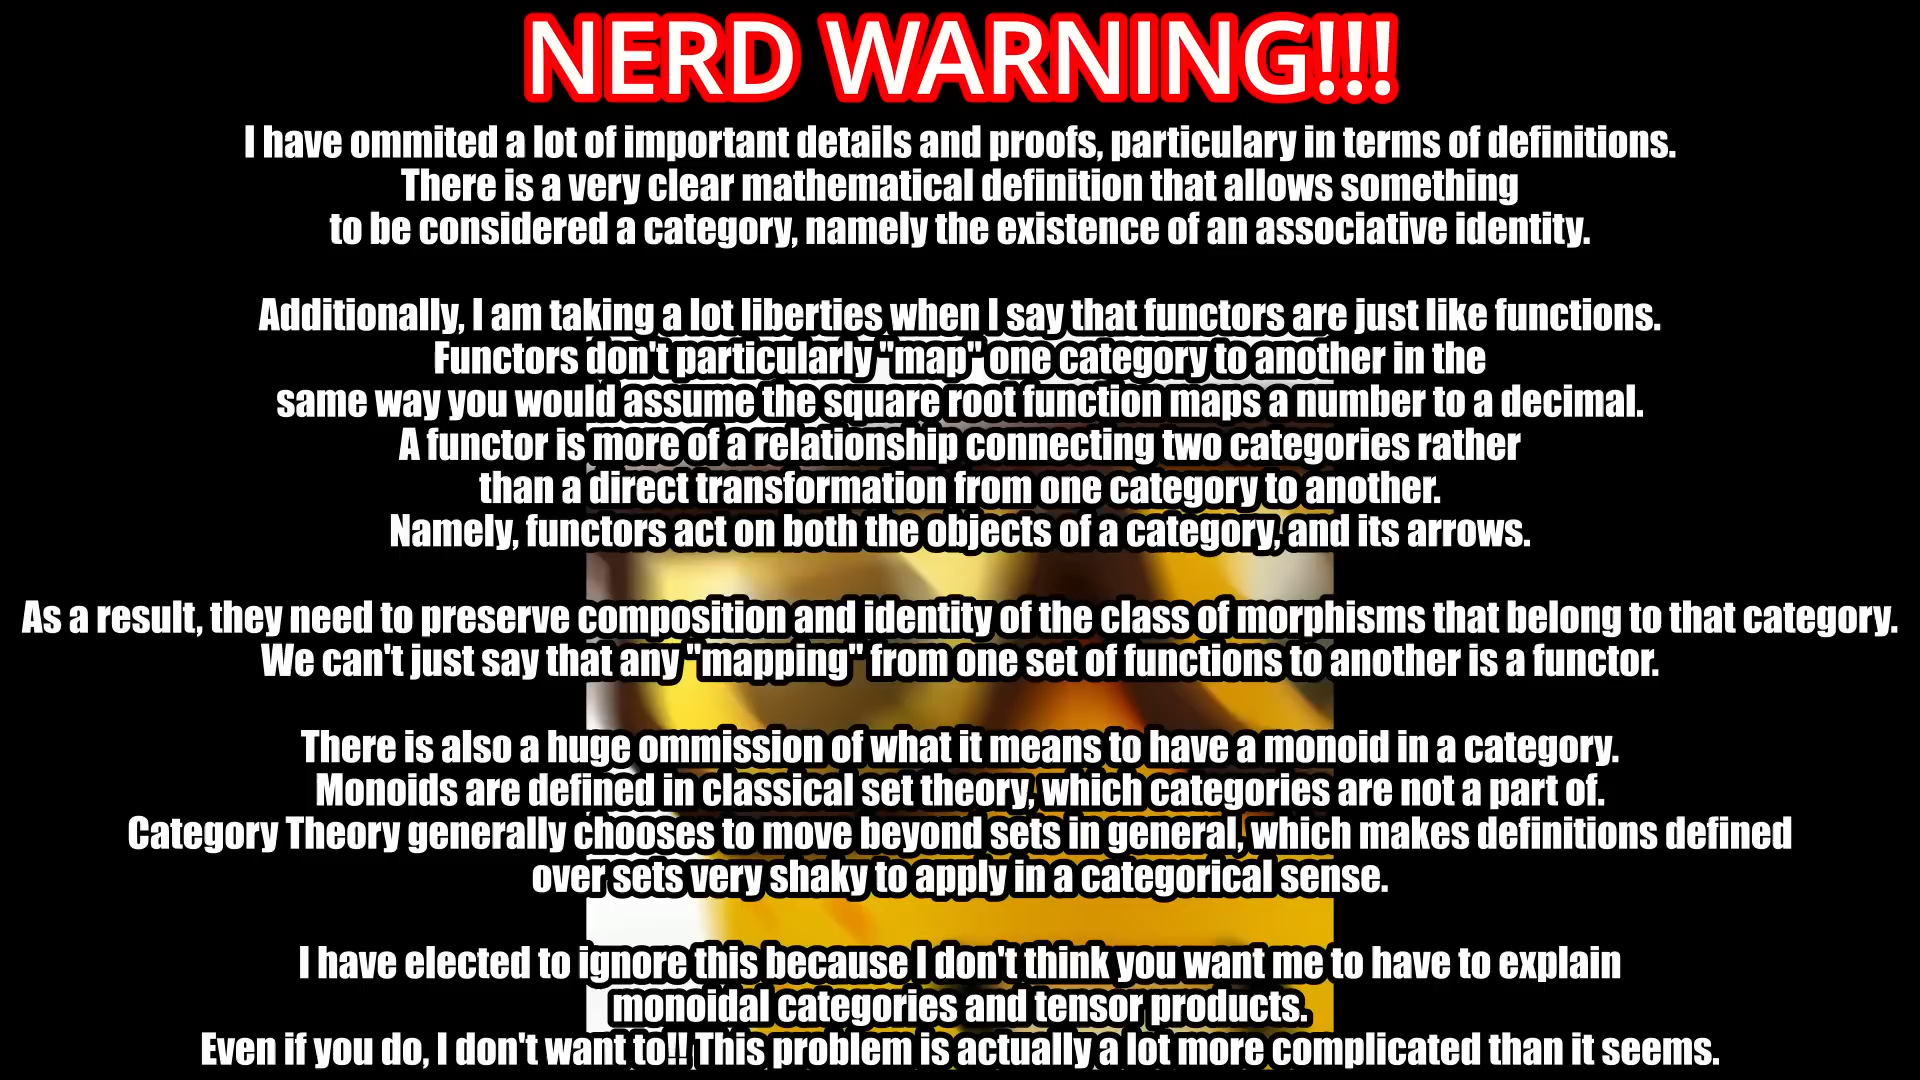 NERD WARNING!!!
I have ommited a lot of important details and proofs, particulary in terms of definitions.
There is a very clear mathematical definition that allows something
to be considered a category, namely the existence of an associative identity.
Additionally, I am taking a lot liberties when I say that functors are just like functions.
Functors don't particularly "map" one category to another in the
same way you would assume the square root function maps a number to a decimal.
A functor is more of a relationship connecting two categories rather
than a direct transformation from one category to another.
Namely, functors act on both the objects of a category, and its arrows.
As a result, they need to preserve composition and identity of the class of morphisms that belong to that category.
We can't just say that any "mapping" from one set of functions to another is a functor.
There is also a huge ommission of what it means to have a monoid in a category.
Monoids are defined in classical set theory, which categories are not a part of.
Category Theory generally chooses to move beyond sets in general, which makes definitions defined
over sets very shaky to apply in a categorical sense.
I have elected to ignore this because I don't think you want me to have to explain
monoidal categories and tensor products.
Even if you do, I don't want to!! This problem is actually a lot more complicated than it seems.